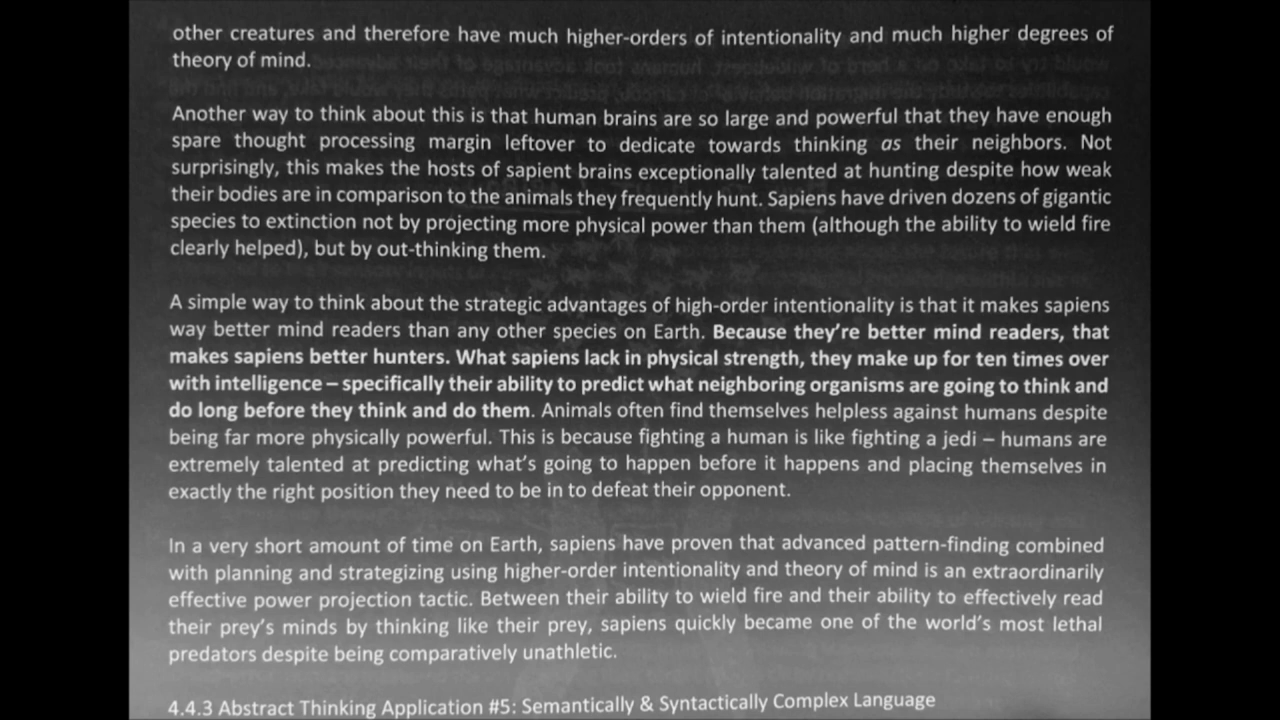 other creatures and therefore have much higher-orders of intentionality and much higher degrees of
theory of mind.
Another way to think about this is that human brains are so large and powerful that they have enough
spare thought processing margin leftover to dedicate towards thinking as their neighbors. Not
surprisingly, this makes the hosts of sapient brains exceptionally talented at hunting despite how weak
their bodies are in comparison to the animals they frequently hunt. Sapiens have driven dozens of gigantic
species to extinction not by projecting more physical power than them (although the ability to wield fire
clearly helped), but by out-thinking them.
A simple way to think about the strategic advantages of high-order intentionality is that it makes sapiens
way better mind readers than any other species on Earth. Because they're better mind readers, that
makes sapiens better hunters. What sapiens lack in physical strength, they make up for ten times over
with intelligence – specifically their ability to predict what neighboring organisms are going to think and
do long before they think and do them. Animals often find themselves helpless against humans despite
being far more physically powerful. This is because fighting a human is like fighting a jedi – humans are
extremely talented at predicting what's going to happen before it happens and placing themselves in
exactly the right position they need to be in to defeat their opponent.
In a very short amount of time on Earth, sapiens have proven that advanced pattern-finding combined
with planning and strategizing using higher-order intentionality and theory of mind is an extraordinarily
effective power projection tactic. Between their ability to wield fire and their ability to effectively read
their prey's minds by thinking like their prey, sapiens quickly became one of the world's most lethal
predators despite being comparatively unathletic.
4.4.3 Abstract Thinking Application #5: Semantically & Syntactically Complex Language